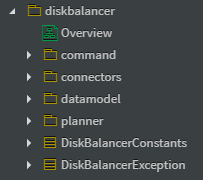 diskbalancer
Overview
command
connectors
datamodel
planner
DiskBalancerConstants
DiskBalancerException